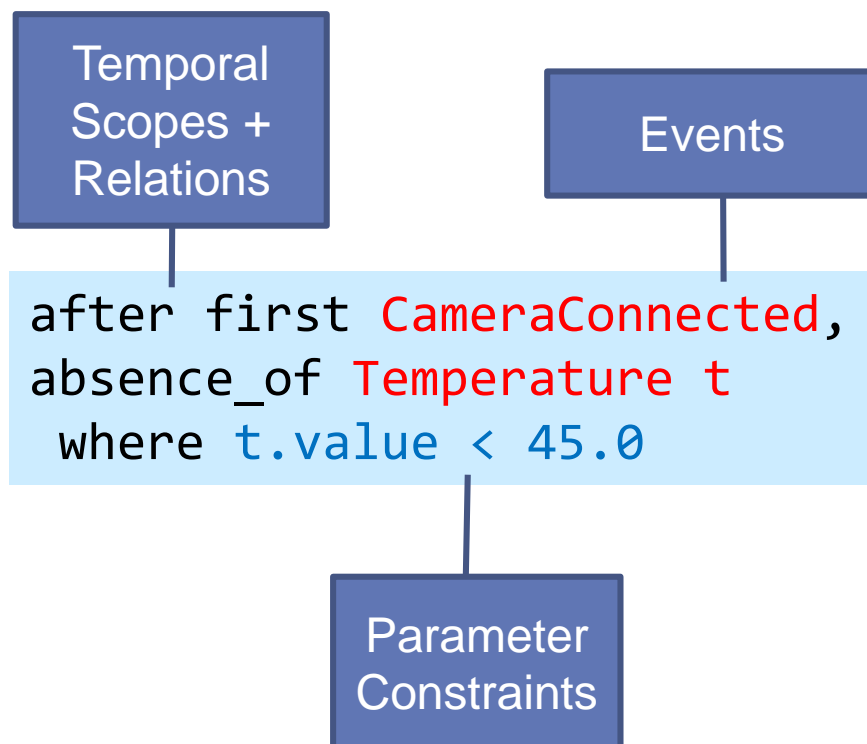 Temporal
Scopes +
Relations
Events
after first CameraConnected,
absence_of Temperature t
where t.value < 45.0
Parameter
Constraints